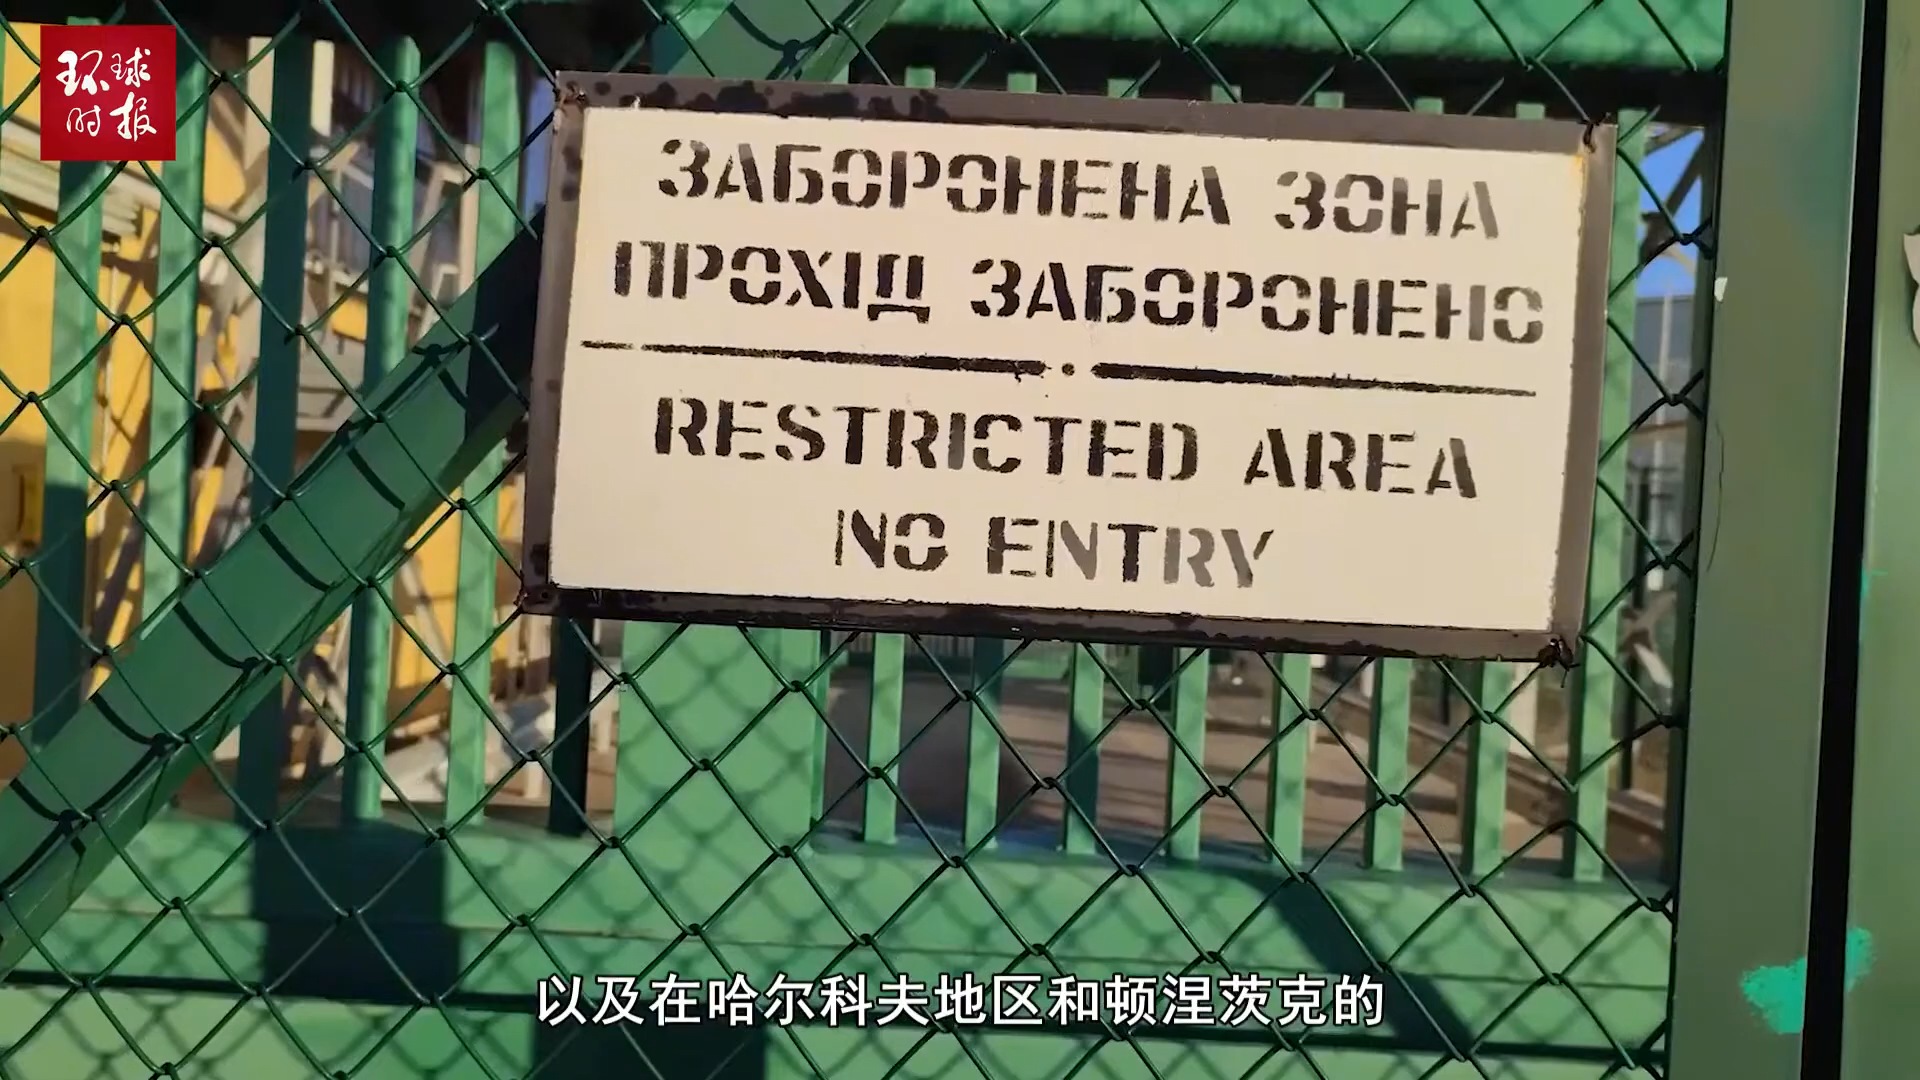 环球
时报
ЗАБОРОНЕНА ЗОНА
ПРОХІД ЗАБОРОНЕНО
RESTRICTED AREA
NO ENTRY
以及在哈尔科夫地区和顿涅茨克的